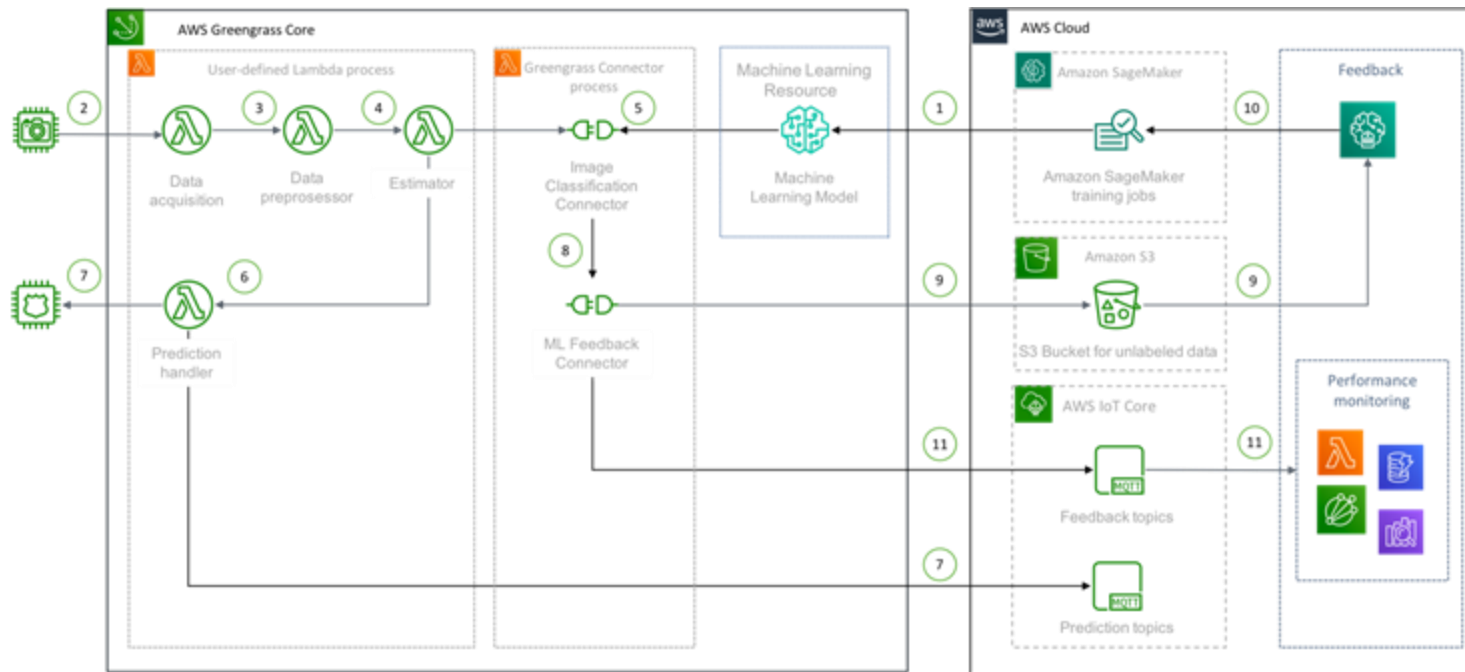 AWS Greengrass Core
aws
AWS Cloud
User-defined Lambda process
Greengrass Connector
process
Machine Learning
Resource
Amazon SageMaker
Feedback
2
3
4
5
1
10
Data
acquisition
Data
preprosessor
Estimator
Image
Classification
Connector
Machine
Learning Model
Amazon SageMaker
training jobs
8
Amazon S3
7
6
9
9
Prediction
handler
ML Feedback
Connector
S3 Bucket for unlabeled data
AWS IoT Core
Performance
monitoring
11
11
MQTT
Feedback topics
7
MQTT
Prediction topics